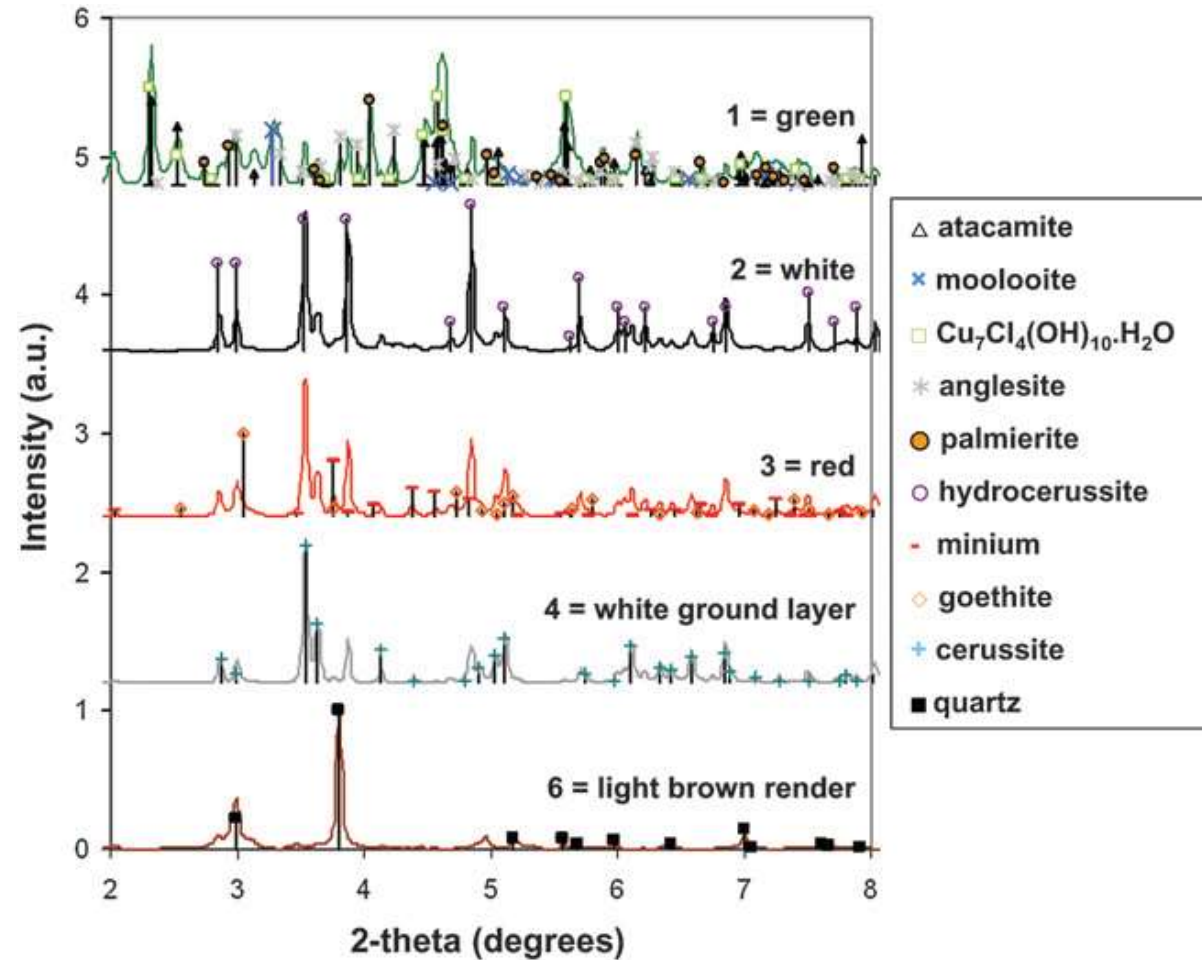 6
5
4
3
2
1
0
2
3
4
5
6
7
8
Intensity (a.u.)
2-theta (degrees)
1 = green
2 = white
3 = red
4 = white ground layer
6 = light brown render
atacamite
moolooite
Cu₇Cl₄(OH)₁₀.H₂O
anglesite
palmierite
hydrocerussite
minium
goethite
cerussite
quartz